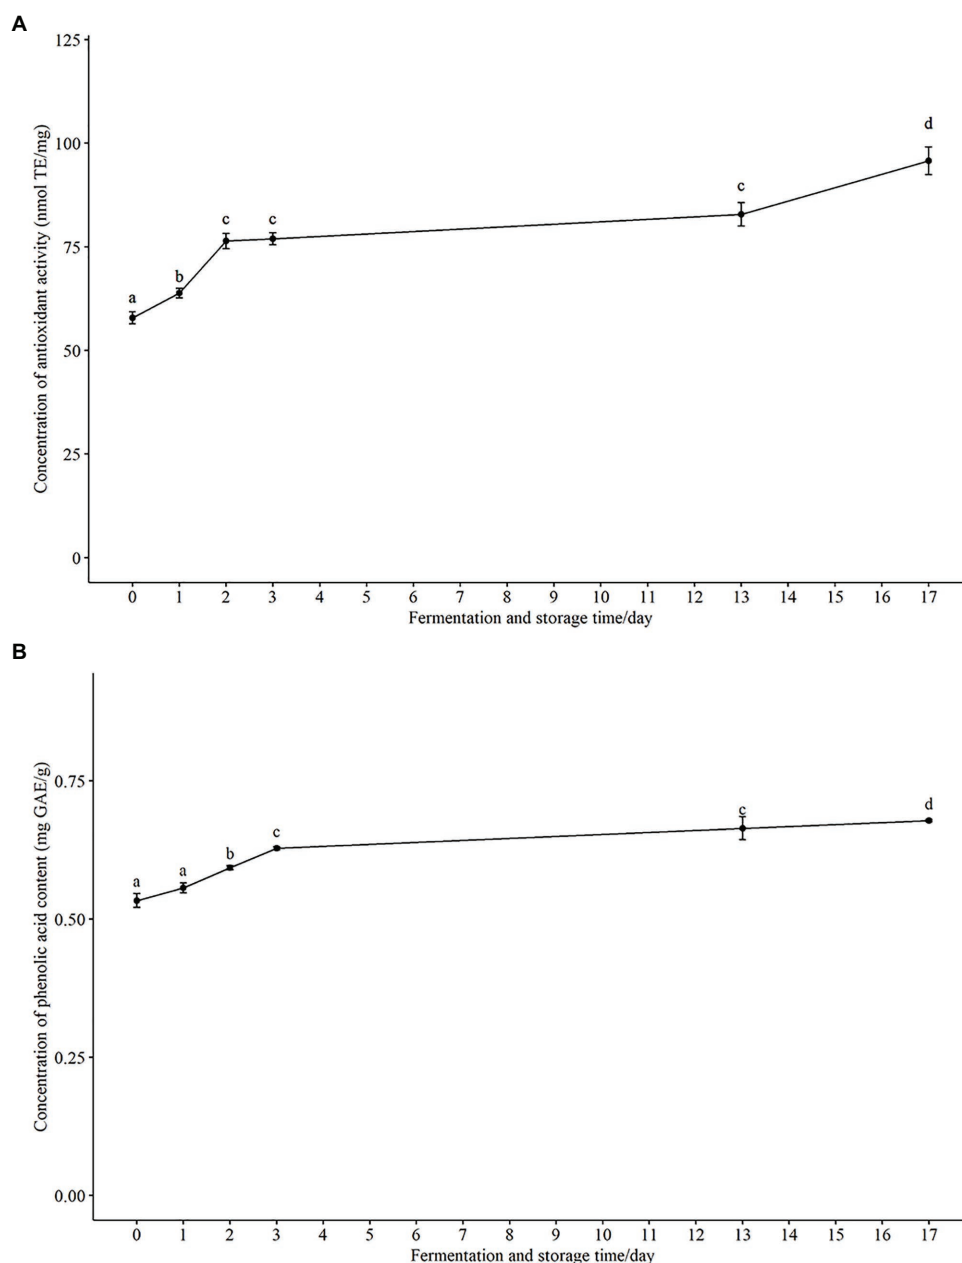 A
Concentration of antioxidant activity (nmol TE/mg)
125
100
75
50
25
0
a
b
c
c
c
d
0 1 2 3 4 5 6 7 8 9 10 11 12 13 14 15 16 17
Fermentation and storage time/day
B
Concentration of phenolic acid content (mg GAE/g)
0.75
0.50
0.25
0.00
a
a
b
c
c
d
0 1 2 3 4 5 6 7 8 9 10 11 12 13 14 15 16 17
Fermentation and storage time/day